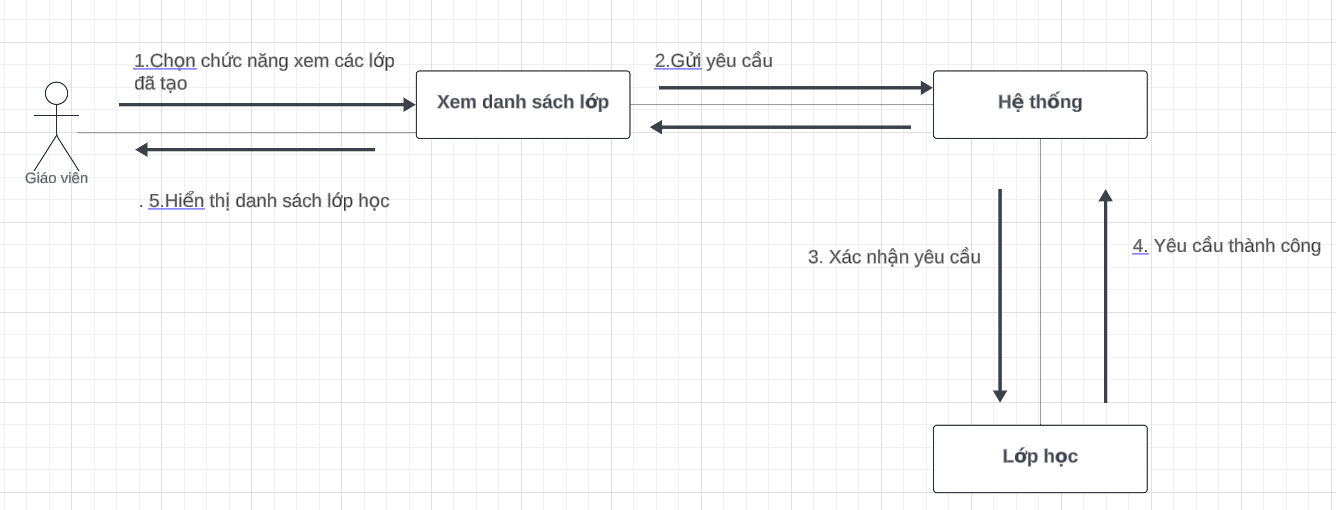 1.Chọn chức năng xem các lớp
đã tạo
2.Gửi yêu cầu
Xem danh sách lớp
Hệ thống
Giáo viên
. 5.Hiển thị danh sách lớp học
3. Xác nhận yêu cầu
4. Yêu cầu thành công
Lớp học